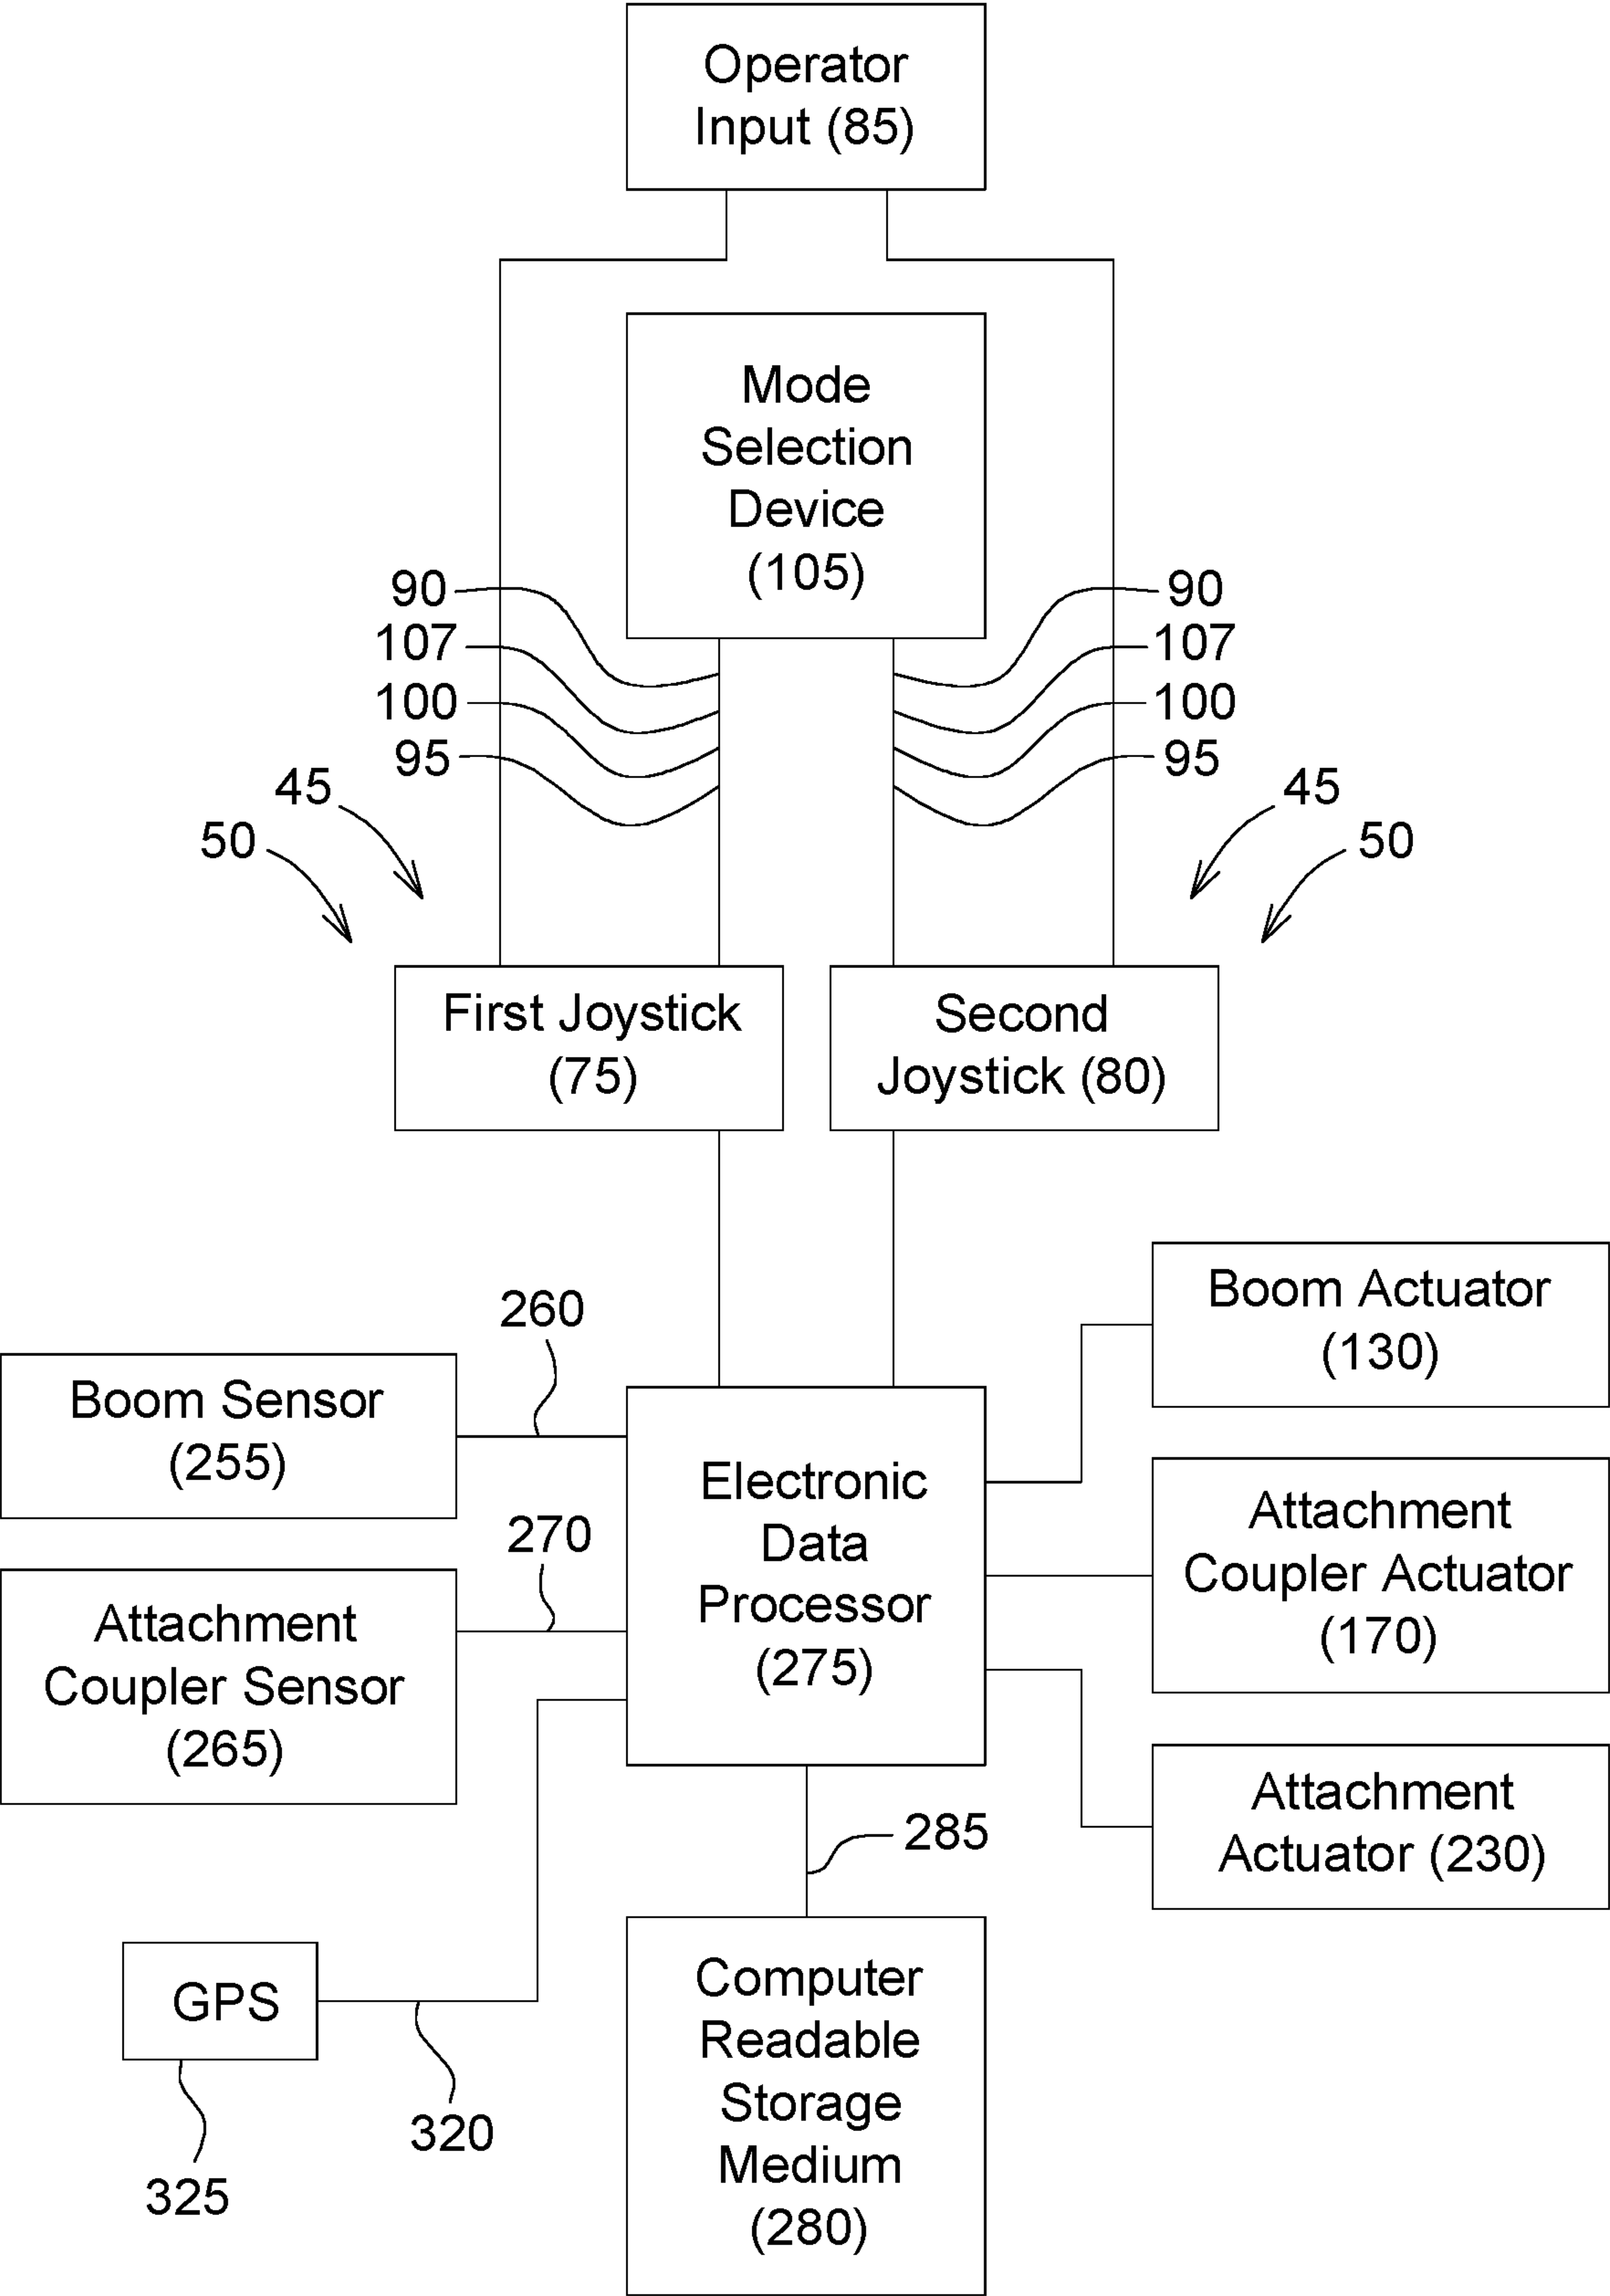 Operator
Input (85)
Mode
Selection
Device
(105)
90
107
100
95
45
50
90
107
100
95
45
50
First Joystick
(75)
Second
Joystick (80)
260
Boom Sensor
(255)
270
Attachment
Coupler Sensor
(265)
Electronic
Data
Processor
(275)
Boom Actuator
(130)
Attachment
Coupler Actuator
(170)
Attachment
Actuator (230)
285
GPS
320
325
Computer
Readable
Storage
Medium
(280)